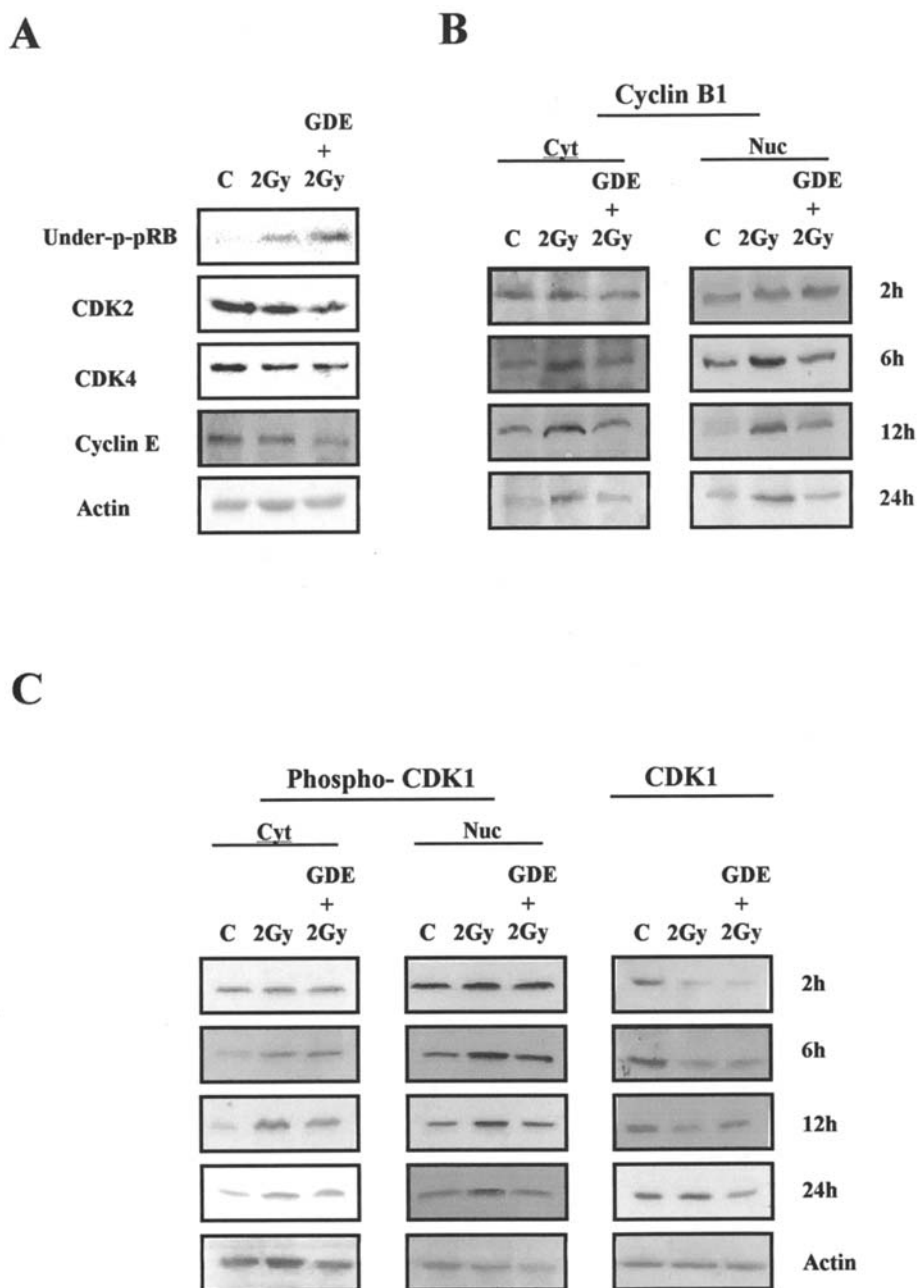 A
GDE
+
C 2Gy 2Gy
Under-p-pRB
CDK2
CDK4
Cyclin E
Actin
B
Cyclin B1
Cyt Nuc
GDE GDE
+ +
C 2Gy 2Gy C 2Gy 2Gy
2h
6h
12h
24h
C
Phospho- CDK1 CDK1
Cyt Nuc
GDE GDE GDE
+ + +
C 2Gy 2Gy C 2Gy 2Gy C 2Gy 2Gy
2h
6h
12h
24h
Actin